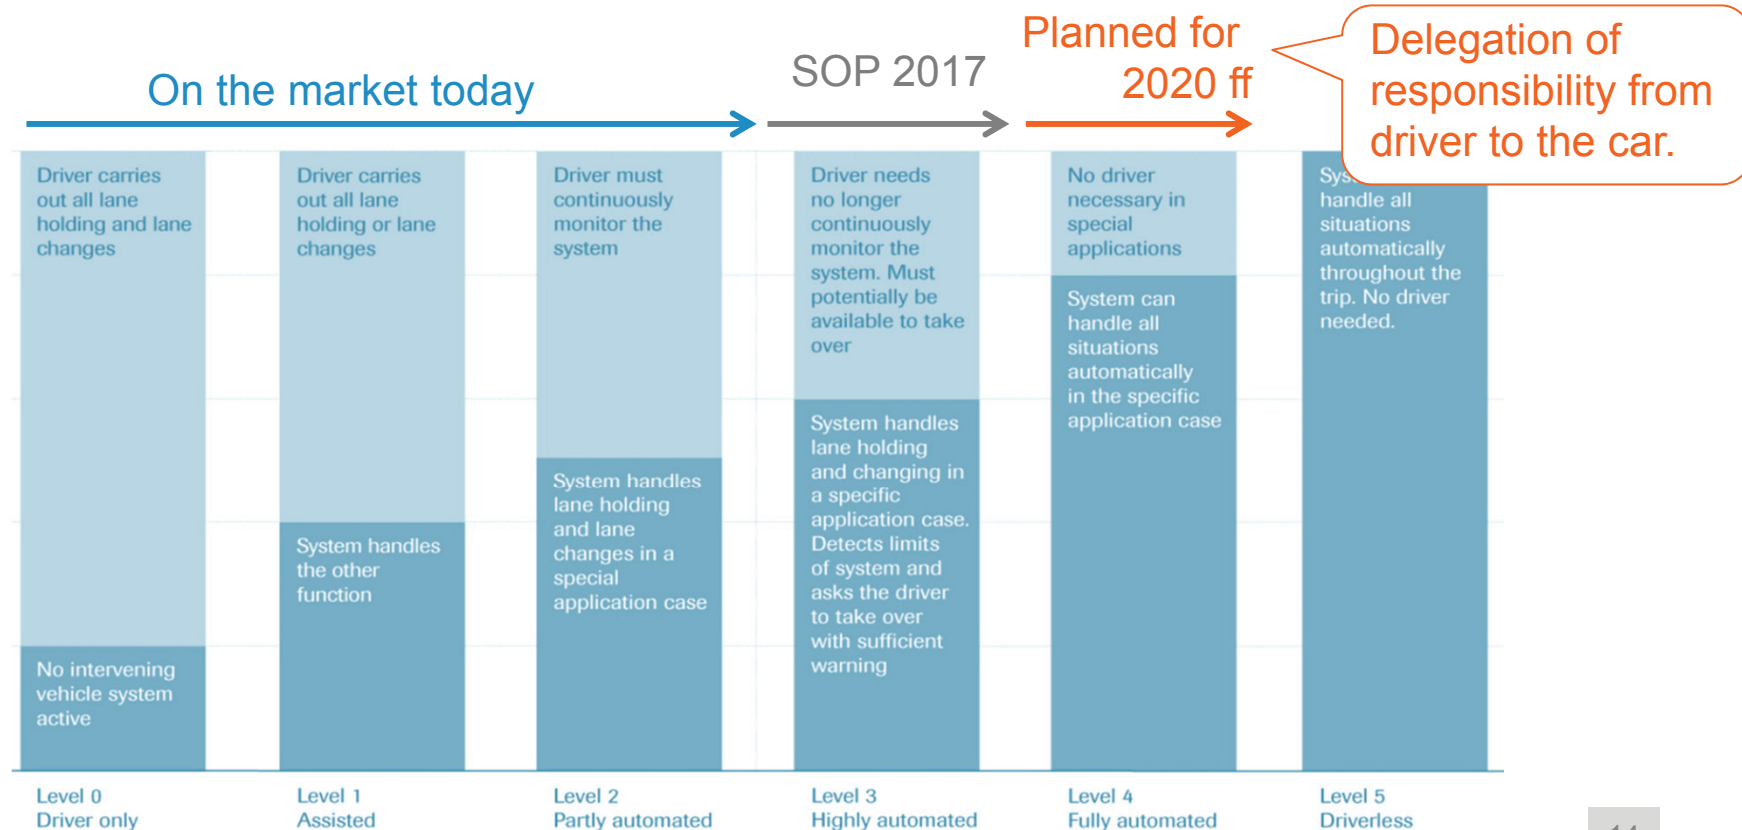 On the market today
SOP 2017
Planned for
2020 ff
Delegation of
responsibility from
driver to the car.
Driver carries
out all lane
holding and lane
changes
No intervening
vehicle system
active
Level 0
Driver only
Driver carries
out all lane
holding or lane
changes
System handles
the other
function
Level 1
Assisted
Driver must
continuously
monitor the
system
System handles
lane holding
and lane
changes in a
special
application case
Level 2
Partly automated
Driver needs
no longer
continuously
monitor the
system. Must
potentially be
available to take
over
System handles
lane holding
and changing in
a specific
application case.
Detects limits
of system and
asks the driver
to take over
with sufficient
warning
Level 3
Highly automated
No driver
necessary in
special
applications
System can
handle all
situations
automatically
in the specific
application case
Level 4
Fully automated
handle all
situations
automatically
throughout the
trip. No driver
needed.
Level 5
Driverless